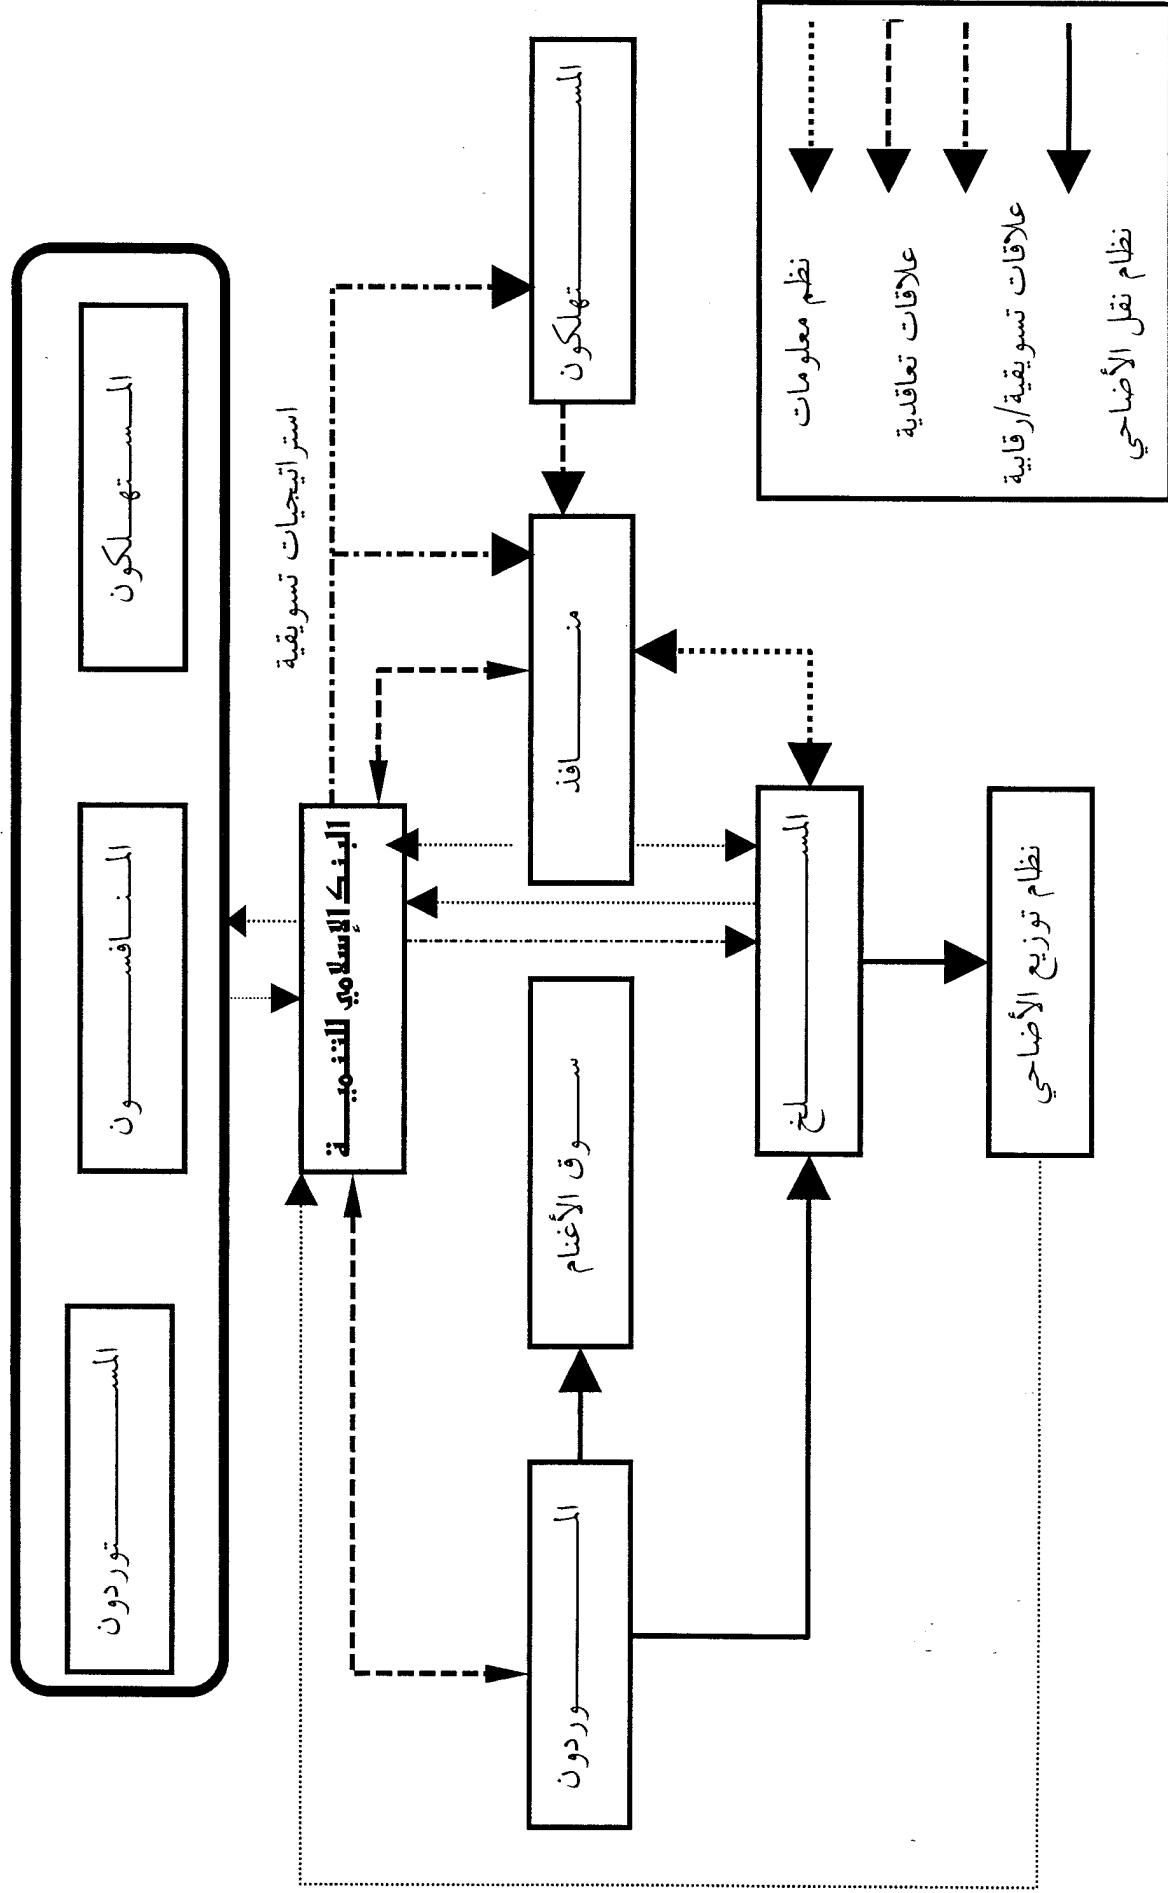 المستهلكون
المنافسون
المستوردون
استراتيجيات تسويقية
البنك الإسلامي للتنمية
المستهلكون
منافذ
سوق الأغنام
الموردون
المسلخ
نظام توزيع الأضاحي
نظم معلومات
علاقات تعاقدية
علاقات تسويقية/رقابية
نظام نقل الأضاحي